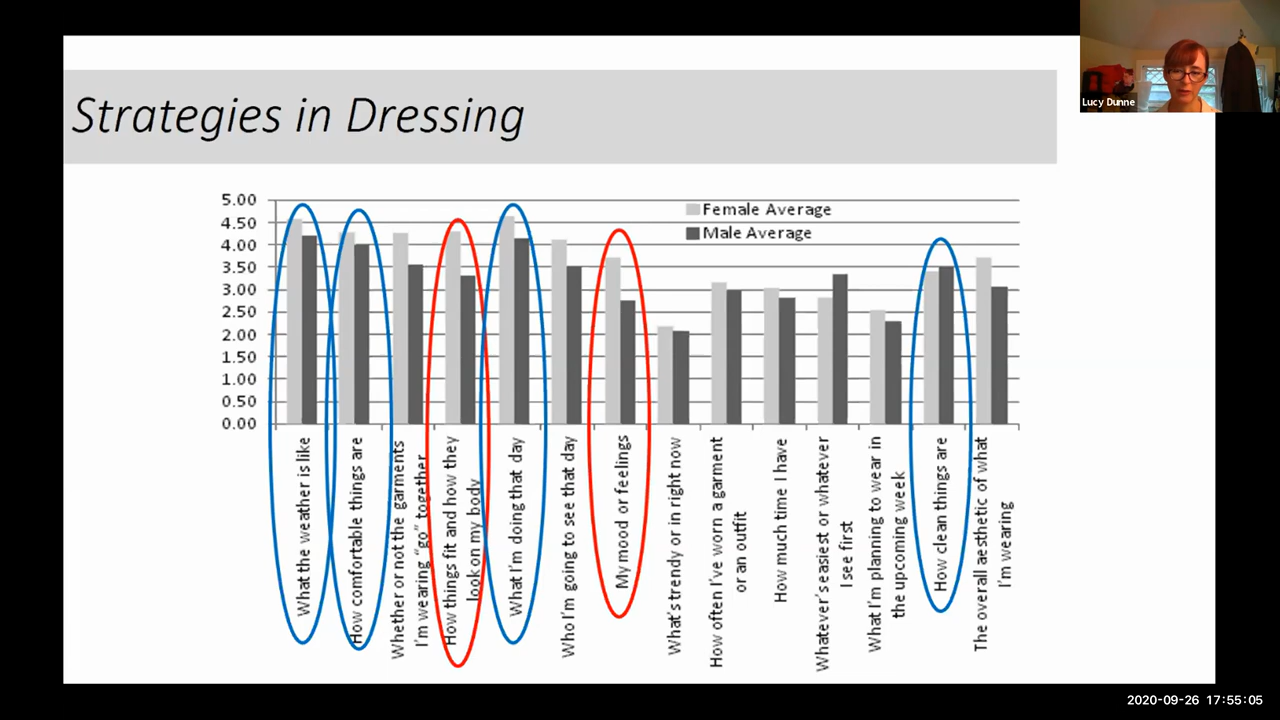 Strategies in Dressing
Lucy Dunne
5.00
4.50
4.00
3.50
3.00
2.50
2.00
1.50
1.00
0.50
0.00
Female Average
Male Average
What the weather is like
How comfortable things are
Whether or not the garments
I'm wearing "go" together
How things fit and how they
look on my body
What I'm doing that day
Who I'm going to see that day
My mood or feelings
What's trendy or in right now
How often I've worn a garment
or an outfit
How much time I have
Whatever's easiest or whatever
I see first
What I'm planning to wear in
the upcoming week
How clean things are
The overall aesthetic of what
I'm wearing
2020-09-26 17:55:05